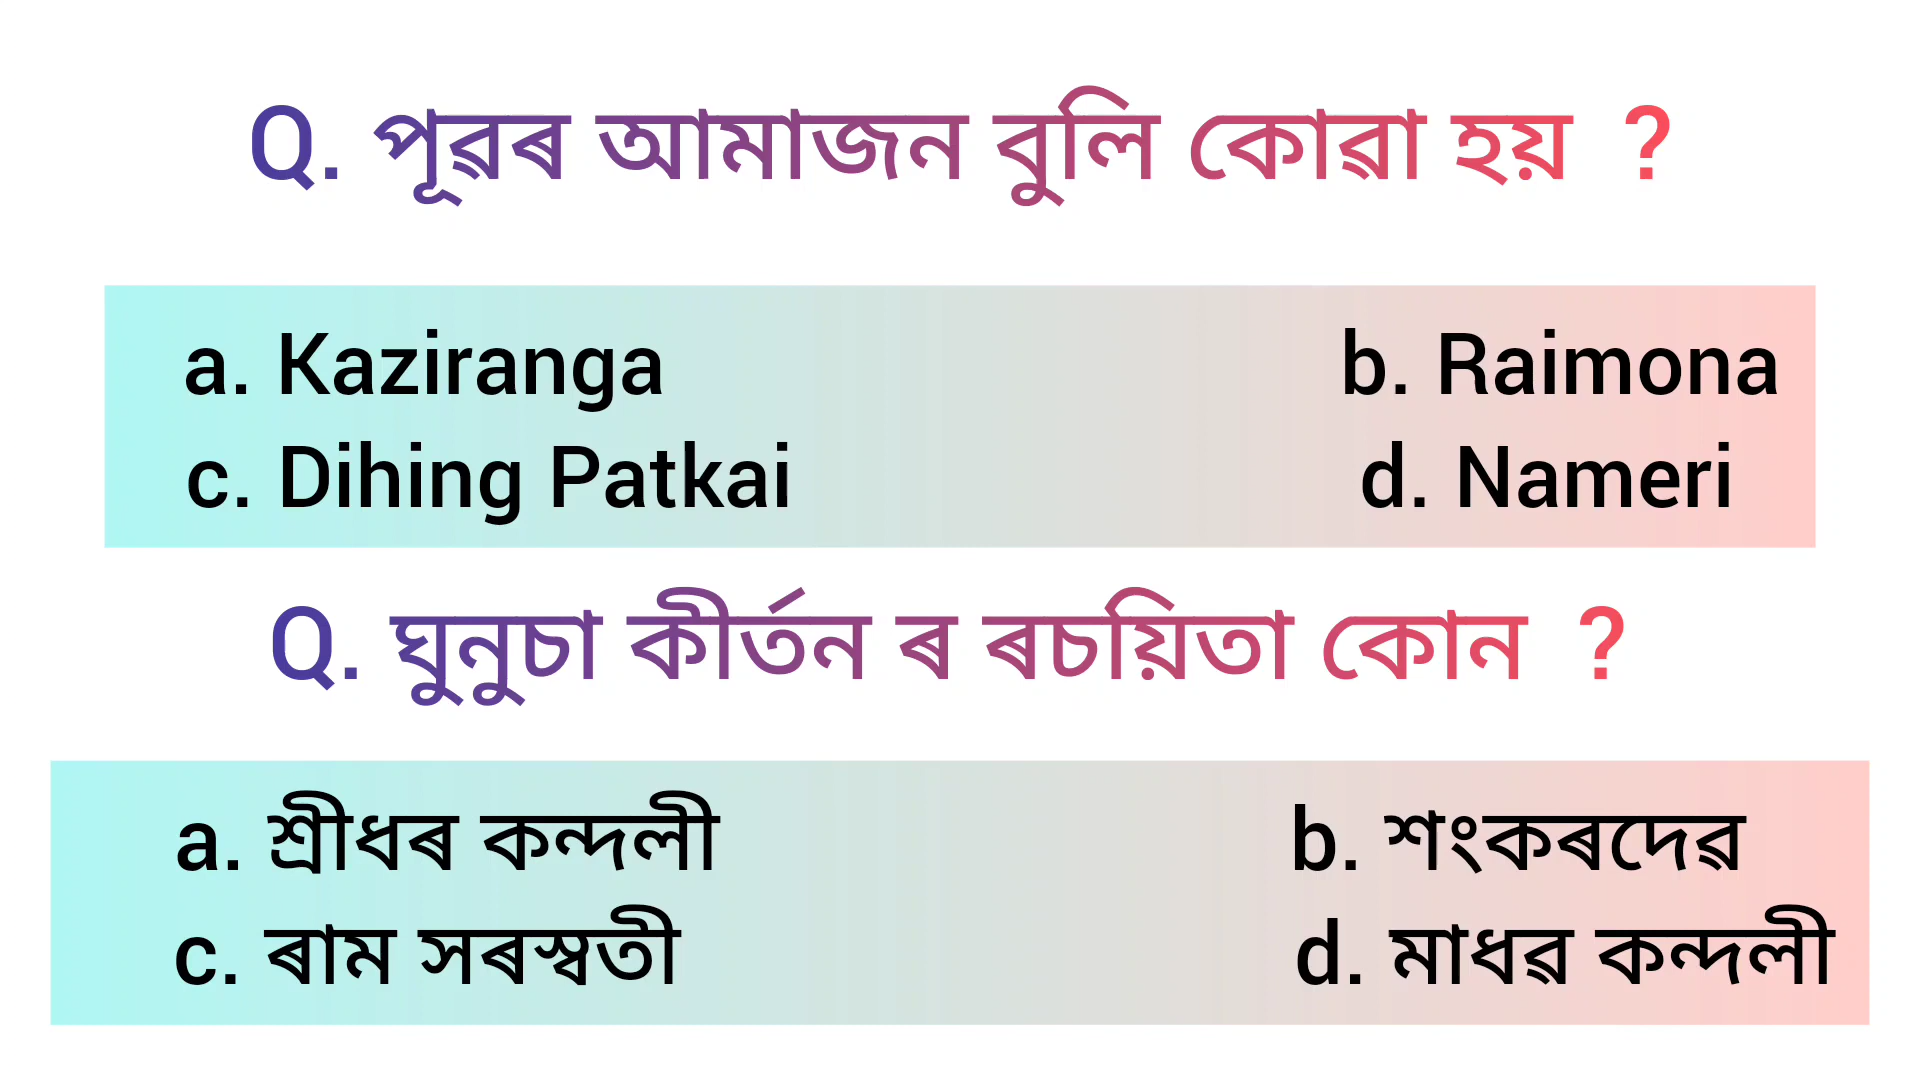 Q. পূৱৰ আমাজন বুলি কোৱা হয় ?
a. Kaziranga b. Raimona
c. Dihing Patkai d. Nameri
Q. ঘুনুচা কীৰ্তন ৰ ৰচয়িতা কোন ?
a. শ্ৰীধৰ কন্দলী b. শংকৰদেৱ
c. ৰাম সৰস্বতী d. মাধৱ কন্দলী